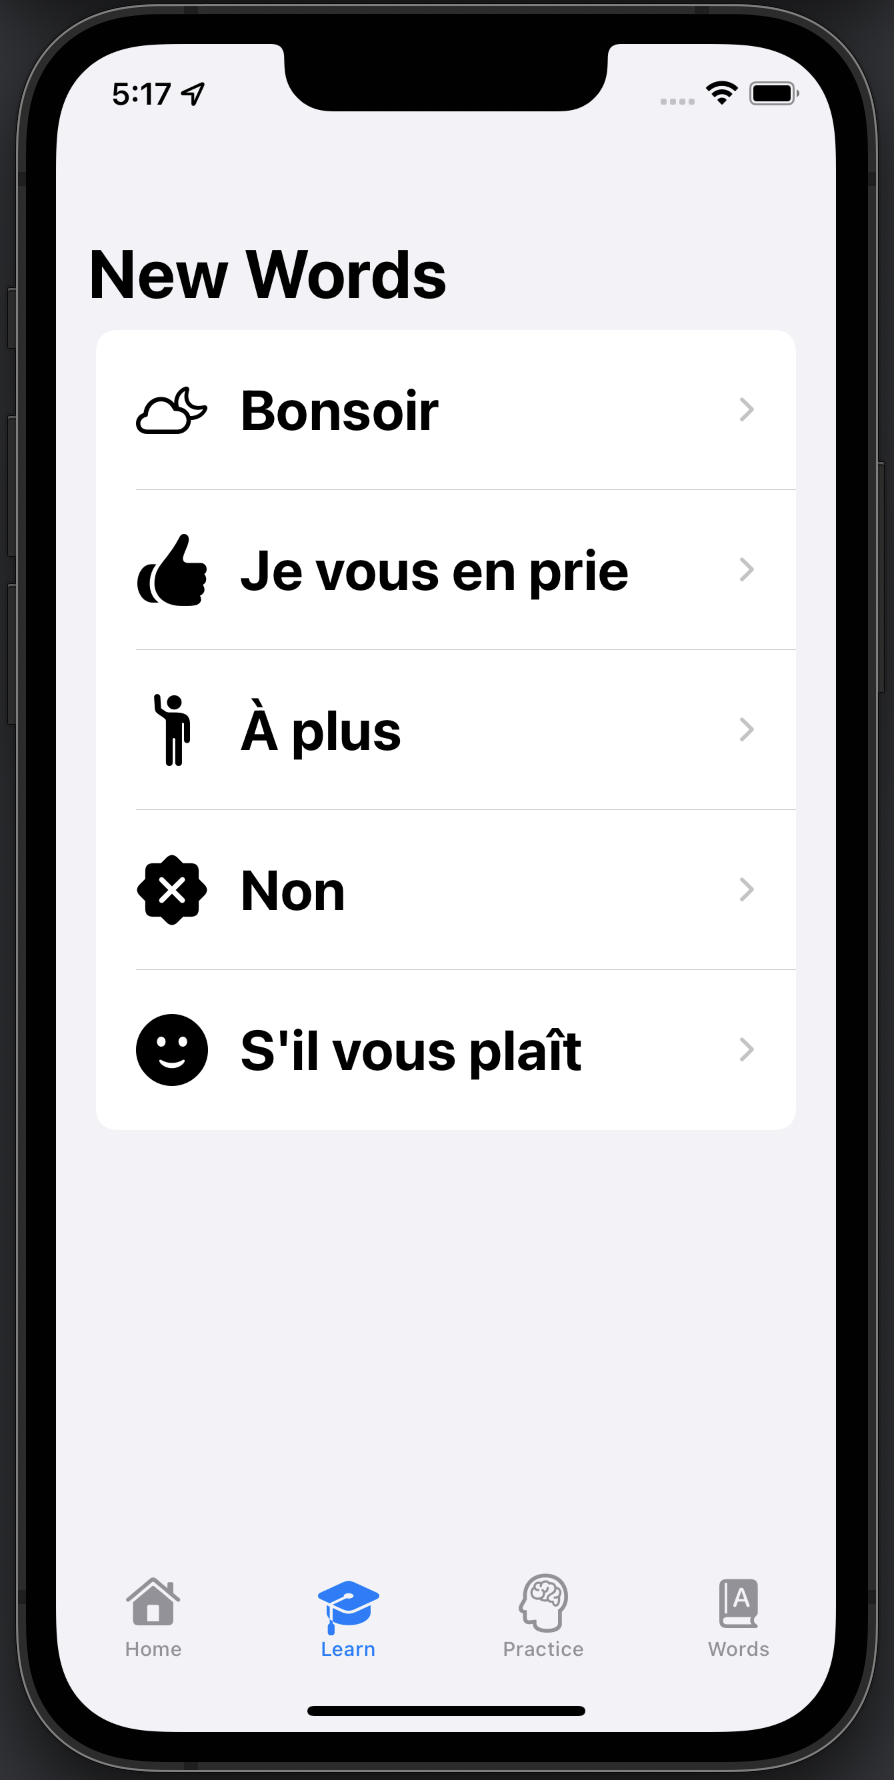 5:17
New Words
Bonsoir
Je vous en prie
À plus
Non
S'il vous plaît
A
Home
Learn
Practice
Words